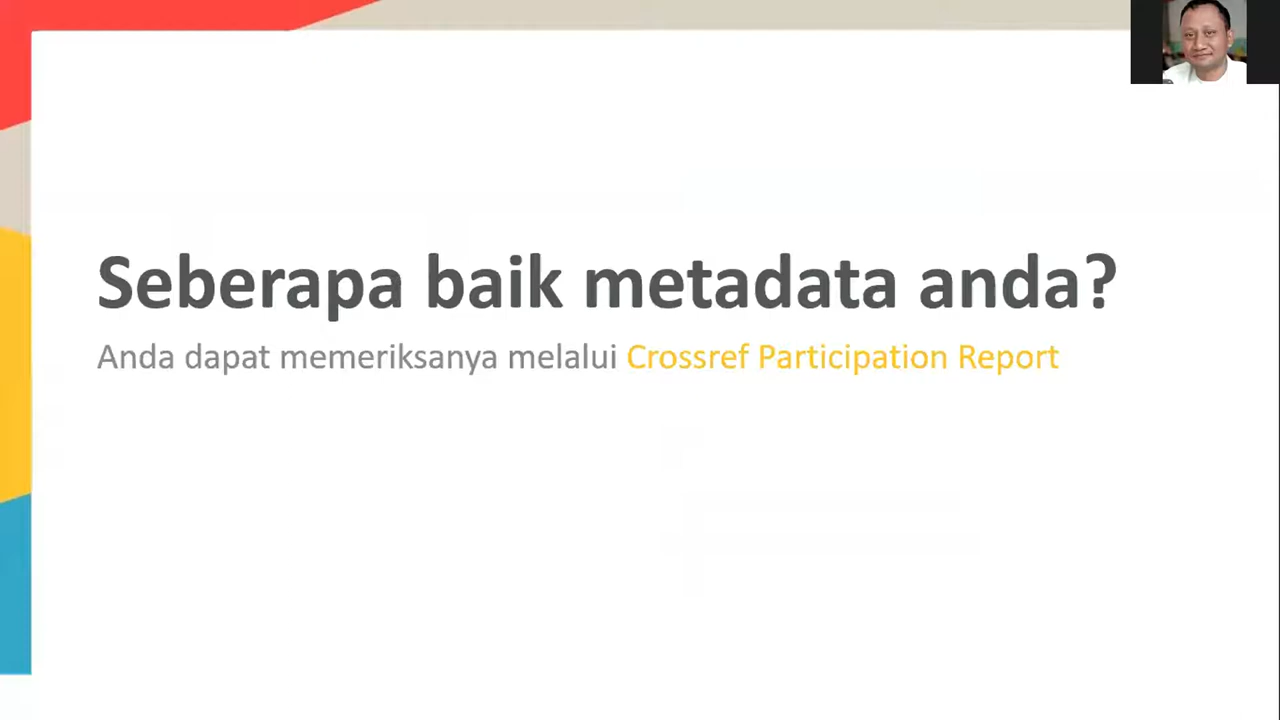 Seberapa baik metadata anda?
Anda dapat memeriksanya melalui Crossref Participation Report